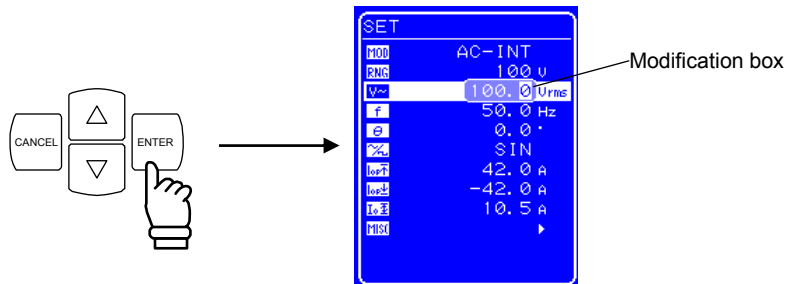 SET
MOD AC-INT
RNG 100 V
V~ 100.0 Vrms
f 50.0 Hz
θ 0.0 °
SIN
42.0 A
-42.0 A
10.5 A
MISC
Modification box
CANCEL
ENTER